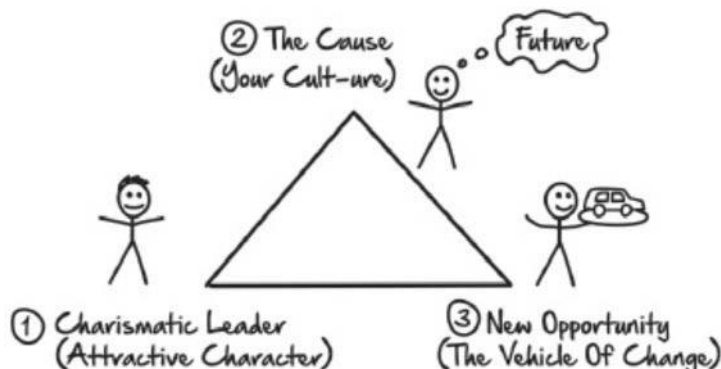 ② The Cause
(Your Cult-ure)
Future
① Charismatic Leader
(Attractive Character)
③ New Opportunity
(The Vehicle Of Change)